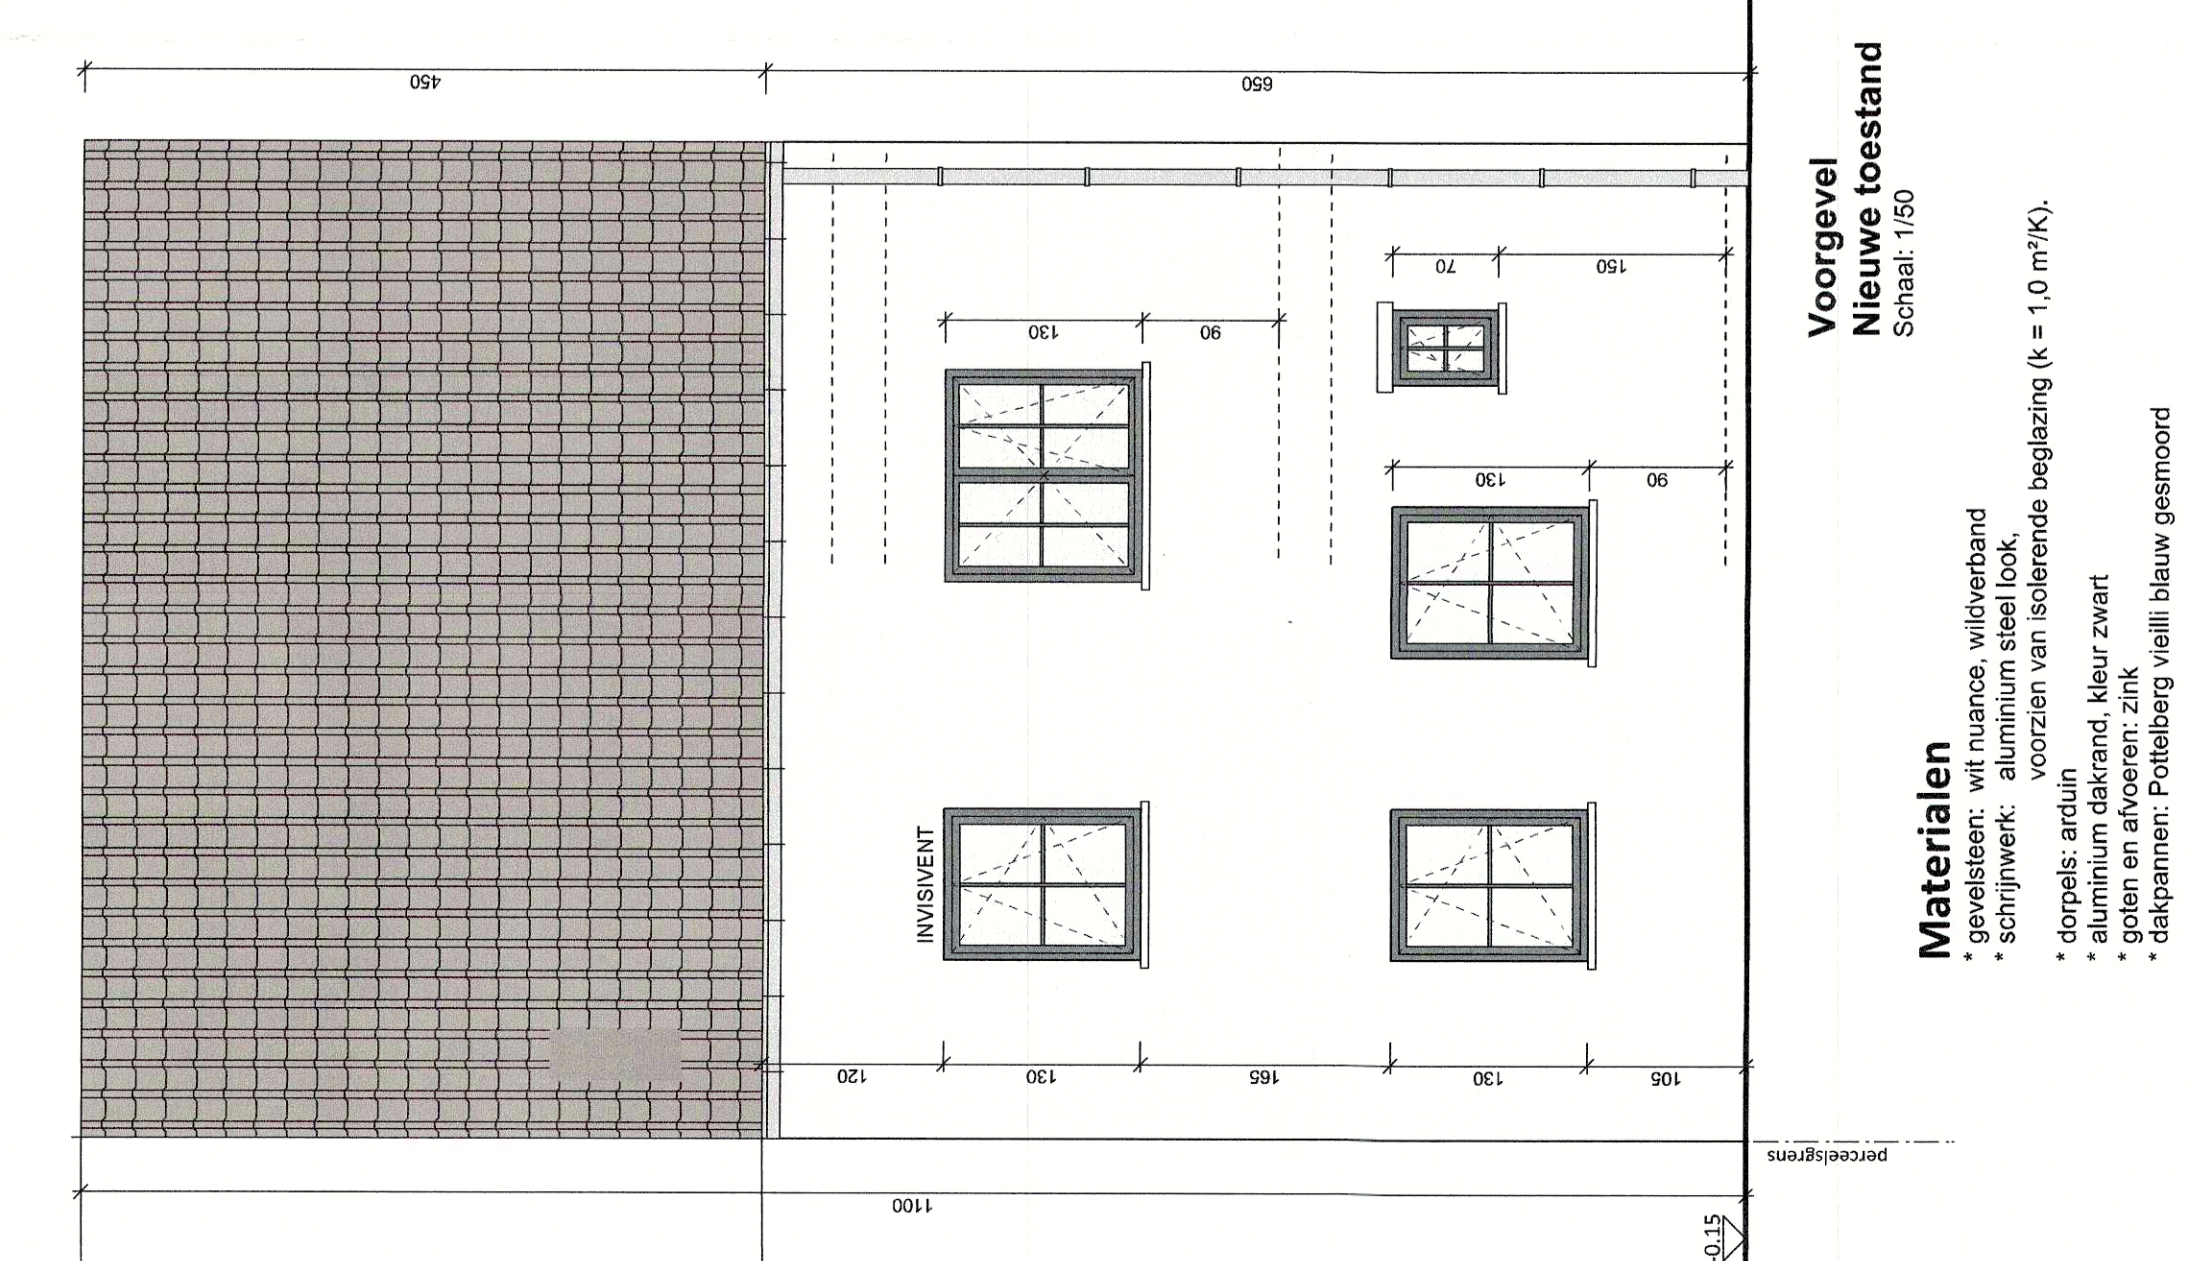 Voorgevel
Nieuwe toestand
Schaal: 1/50
Materialen
* gevelsteen: wit nuance, wildverband
* schrijnwerk: aluminium steel look,
voorzien van isolerende beglazing (k = 1,0 m²/K).
* dorpels: arduin
* aluminium dakrand, kleur zwart
* goten en afvoeren: zink
* dakpannen: Pottelberg vieilli blauw gesmoord
INVISIVENT
perceelsgrens
450
650
130
90
70
150
130
90
120
130
165
130
105
1100
-0.15